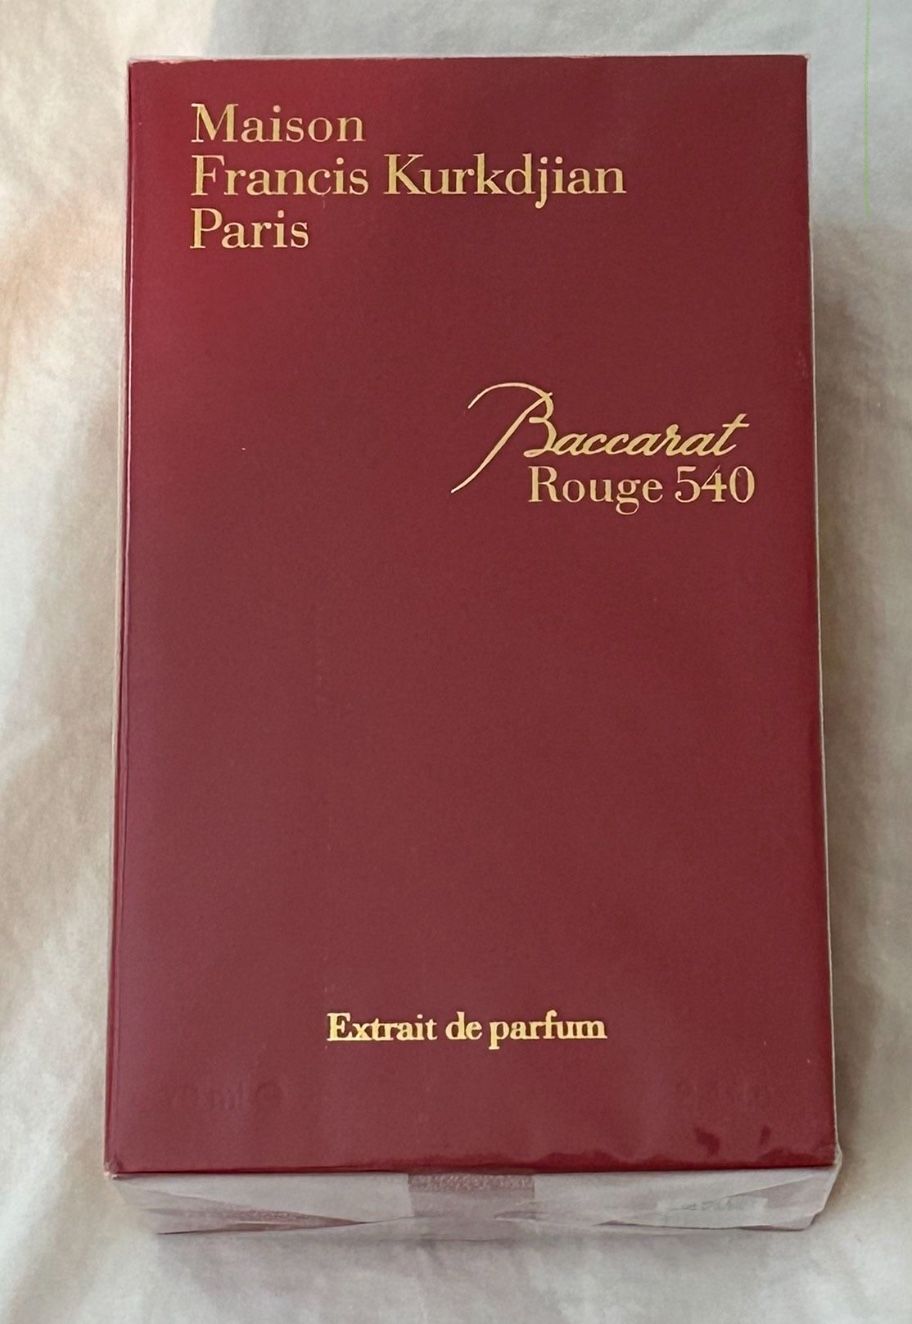 Maison
Francis Kurkdjian
Paris
Baccarat
Rouge 540
Extrait de parfum